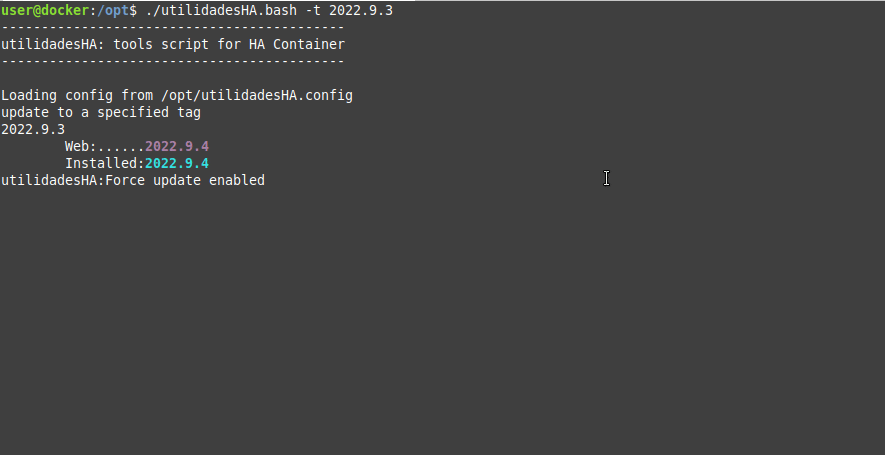 user@docker:/opt$ ./utilidadesHA.bash -t 2022.9.3
-------------------------------------------
utilidadesHA: tools script for HA Container
-------------------------------------------
Loading config from /opt/utilidadesHA.config
update to a specified tag
2022.9.3
Web:......2022.9.4
Installed:2022.9.4
utilidadesHA:Force update enabled